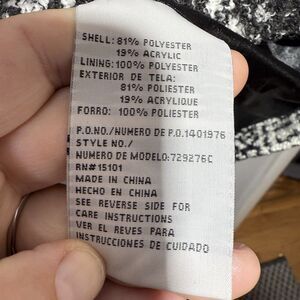 SHELL: 81% POLYESTER
19% ACRYLIC
LINING: 100% POLYESTER
EXTERIOR DE TELA:
81% POLIESTER
19% ACRYLIQUE
FORRO: 100% POLIESTER
P.O.NO./NUMERO DE P.O.1401976
STYLE NO./
NUMERO DE MODELO:729276C
RN#15101
MADE IN CHINA
HECHO EN CHINA
SEE REVERSE SIDE FOR
CARE INSTRUCTIONS
VER EL REVES PARA
INSTRUCCIONES DE CUIDADO